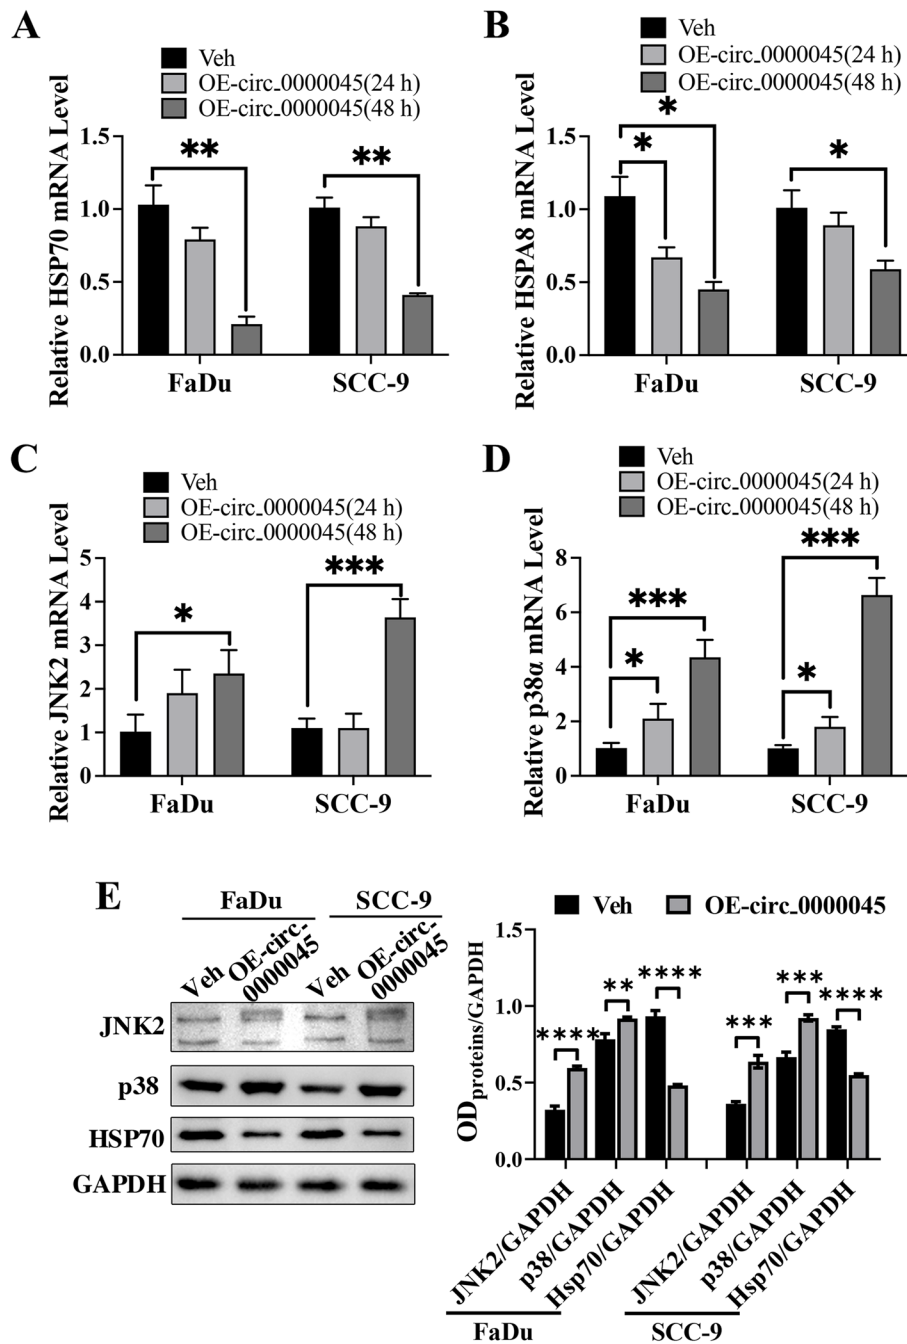 A
Veh
OE-circ_0000045(24 h)
OE-circ_0000045(48 h)
Relative HSP70 mRNA Level
1.5
1.0
0.5
0.0
**
**
FaDu
SCC-9
B
Veh
OE-circ_0000045(24 h)
OE-circ_0000045(48 h)
Relative HSPA8 mRNA Level
1.5
1.0
0.5
0.0
*
*
*
FaDu
SCC-9
C
Veh
OE-circ_0000045(24 h)
OE-circ_0000045(48 h)
Relative JNK2 mRNA Level
5
4
3
2
1
0
*
***
FaDu
SCC-9
D
Veh
OE-circ_0000045(24 h)
OE-circ_0000045(48 h)
Relative p38α mRNA Level
8
6
4
2
0
***
*
***
*
FaDu
SCC-9
E
FaDu
SCC-9
Veh
OE-circ_
0000045
Veh
OE-circ_
0000045
JNK2
p38
HSP70
GAPDH
Veh
OE-circ_0000045
ODproteins/GAPDH
1.5
1.0
0.5
0.0
****
**
****
***
***
****
JNK2/GAPDH
p38/GAPDH
Hsp70/GAPDH
JNK2/GAPDH
p38/GAPDH
Hsp70/GAPDH
FaDu
SCC-9